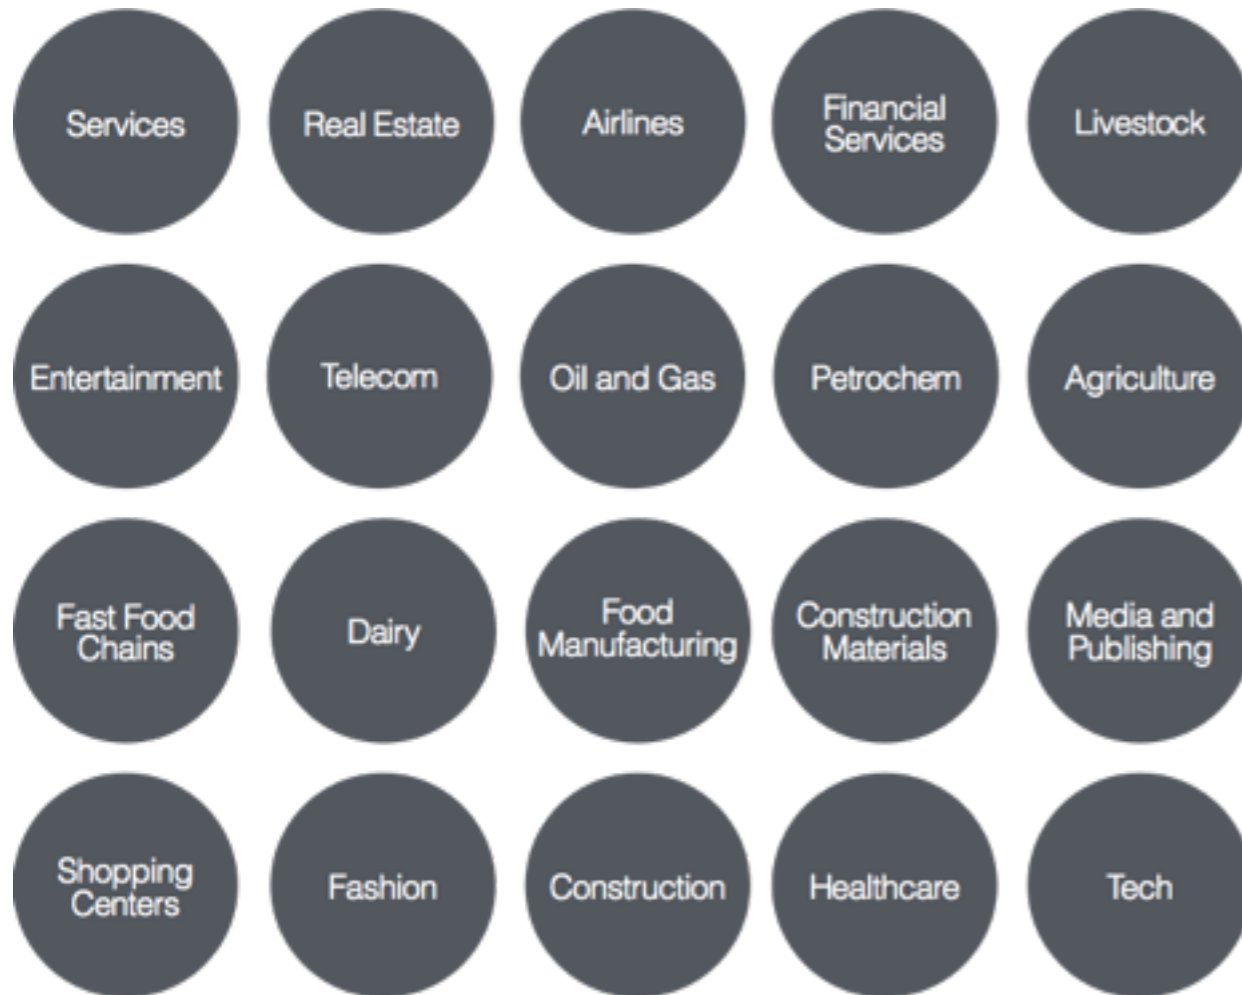 Services
Real Estate
Airlines
Financial
Services
Livestock
Entertainment
Telecom
Oil and Gas
Petrochem
Agriculture
Fast Food
Chains
Dairy
Food
Manufacturing
Construction
Materials
Media and
Publishing
Shopping
Centers
Fashion
Construction
Healthcare
Tech